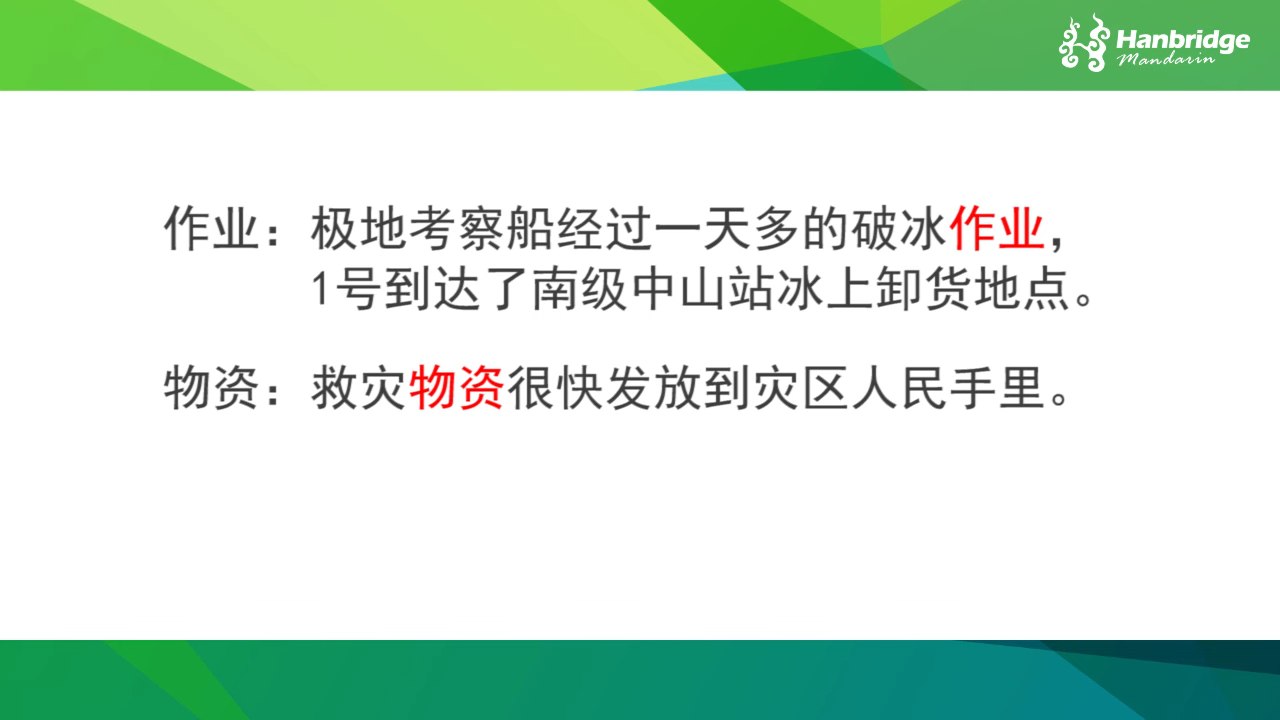 Hanbridge
Mandarin
作业：极地考察船经过一天多的破冰作业，
1号到达了南级中山站冰上卸货地点。
物资：救灾物资很快发放到灾区人民手里。